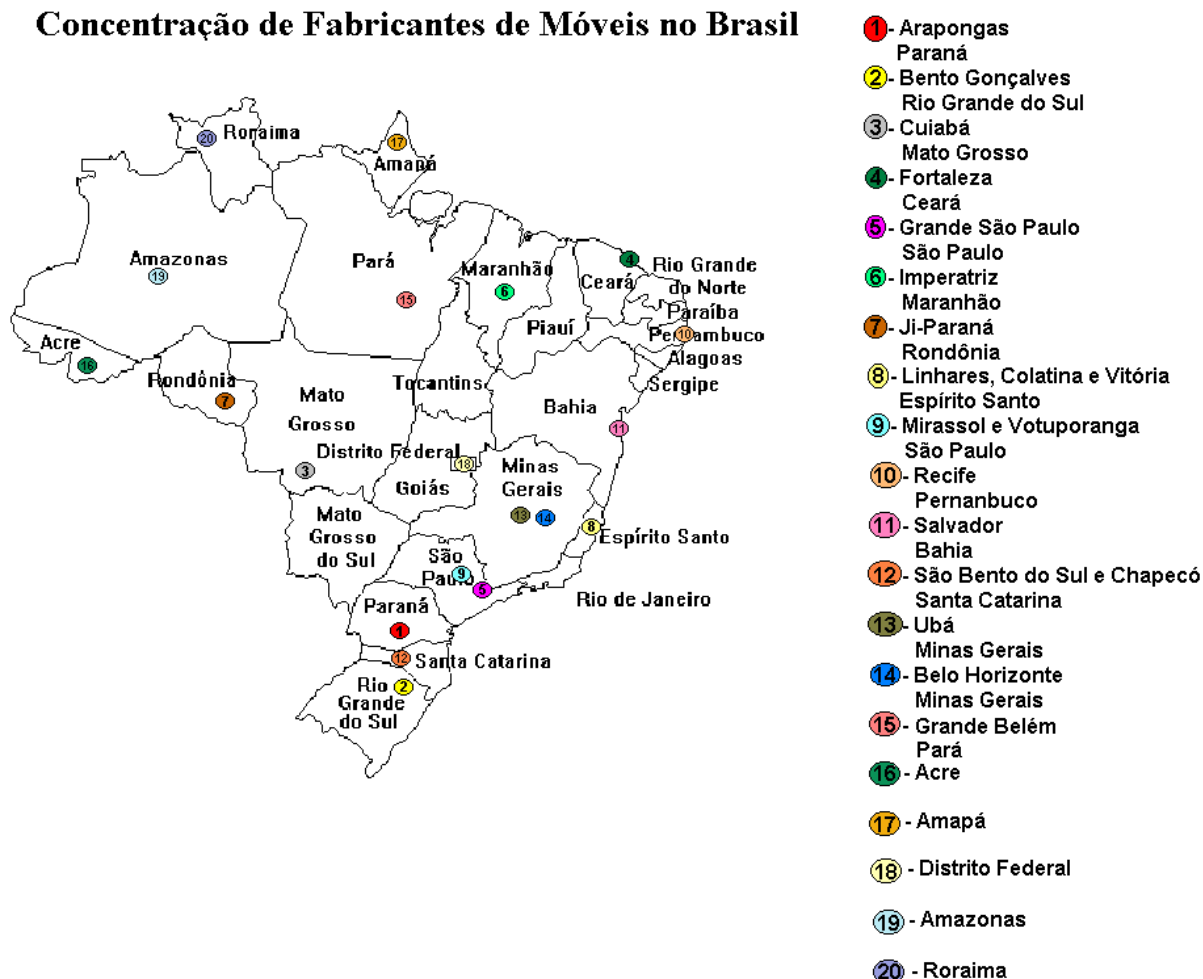 Concentração de Fabricantes de Móveis no Brasil
20 Roraima
17
Amapá
Amazonas
19
Pará
15
Maranhão
6
Ceará
4
Rio Grande
do Norte
Paraíba
Piauí
Pernambuco
10
Alagoas
Sergipe
Acre
16
Rondônia
7
Tocantins
Mato
Grosso
Bahia
11
Distrito Federal
18
3
Goiás
Minas
Gerais
13 14
8
Espírito Santo
Mato
Grosso
do Sul
São
Paulo
9
5
Rio de Janeiro
Paraná
1
12 Santa Catarina
Rio
Grande
do Sul
2
1 - Arapongas
Paraná
2 - Bento Gonçalves
Rio Grande do Sul
3 - Cuiabá
Mato Grosso
4 - Fortaleza
Ceará
5 - Grande São Paulo
São Paulo
6 - Imperatriz
Maranhão
7 - Ji-Paraná
Rondônia
8 - Linhares, Colatina e Vitória
Espírito Santo
9 - Mirassol e Votuporanga
São Paulo
10 - Recife
Pernanbuco
11 - Salvador
Bahia
12 - São Bento do Sul e Chapecó
Santa Catarina
13 - Ubá
Minas Gerais
14 - Belo Horizonte
Minas Gerais
15 - Grande Belém
Pará
16 - Acre
17 - Amapá
18 - Distrito Federal
19 - Amazonas
20 - Roraima